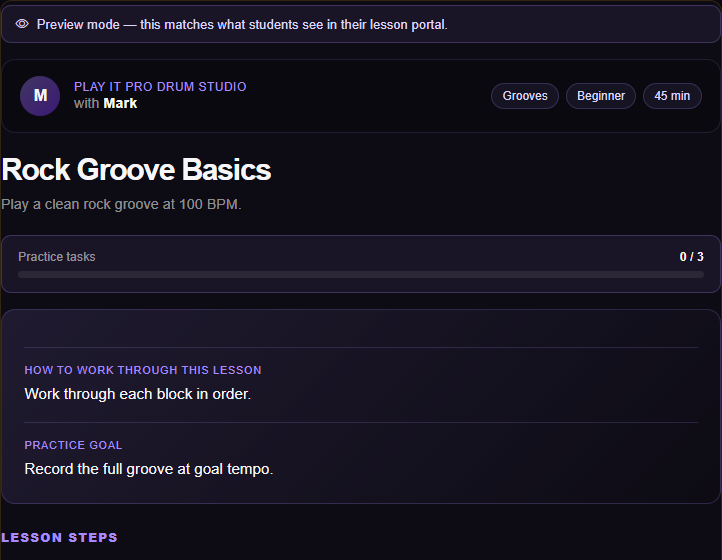 Preview mode — this matches what students see in their lesson portal.
M
PLAY IT PRO DRUM STUDIO
with Mark
Grooves
Beginner
45 min
Rock Groove Basics
Play a clean rock groove at 100 BPM.
Practice tasks
0 / 3
HOW TO WORK THROUGH THIS LESSON
Work through each block in order.
PRACTICE GOAL
Record the full groove at goal tempo.
LESSON STEPS